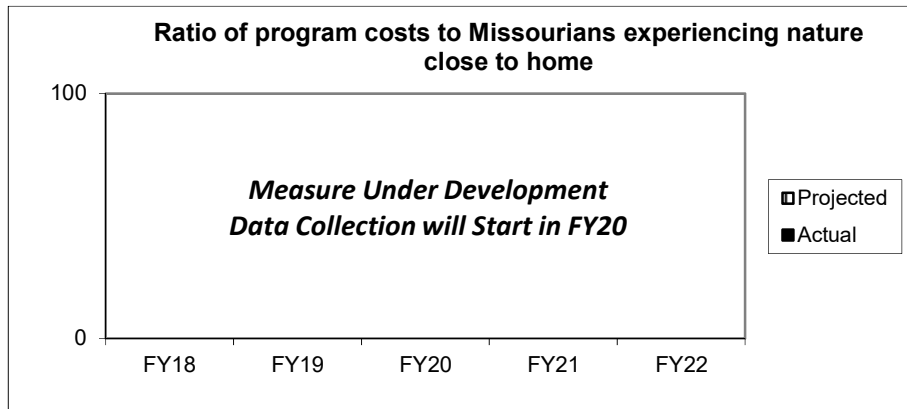 Ratio of program costs to Missourians experiencing nature
close to home
100
Measure Under Development
Data Collection will Start in FY20
Projected
Actual
0
FY18 FY19 FY20 FY21 FY22